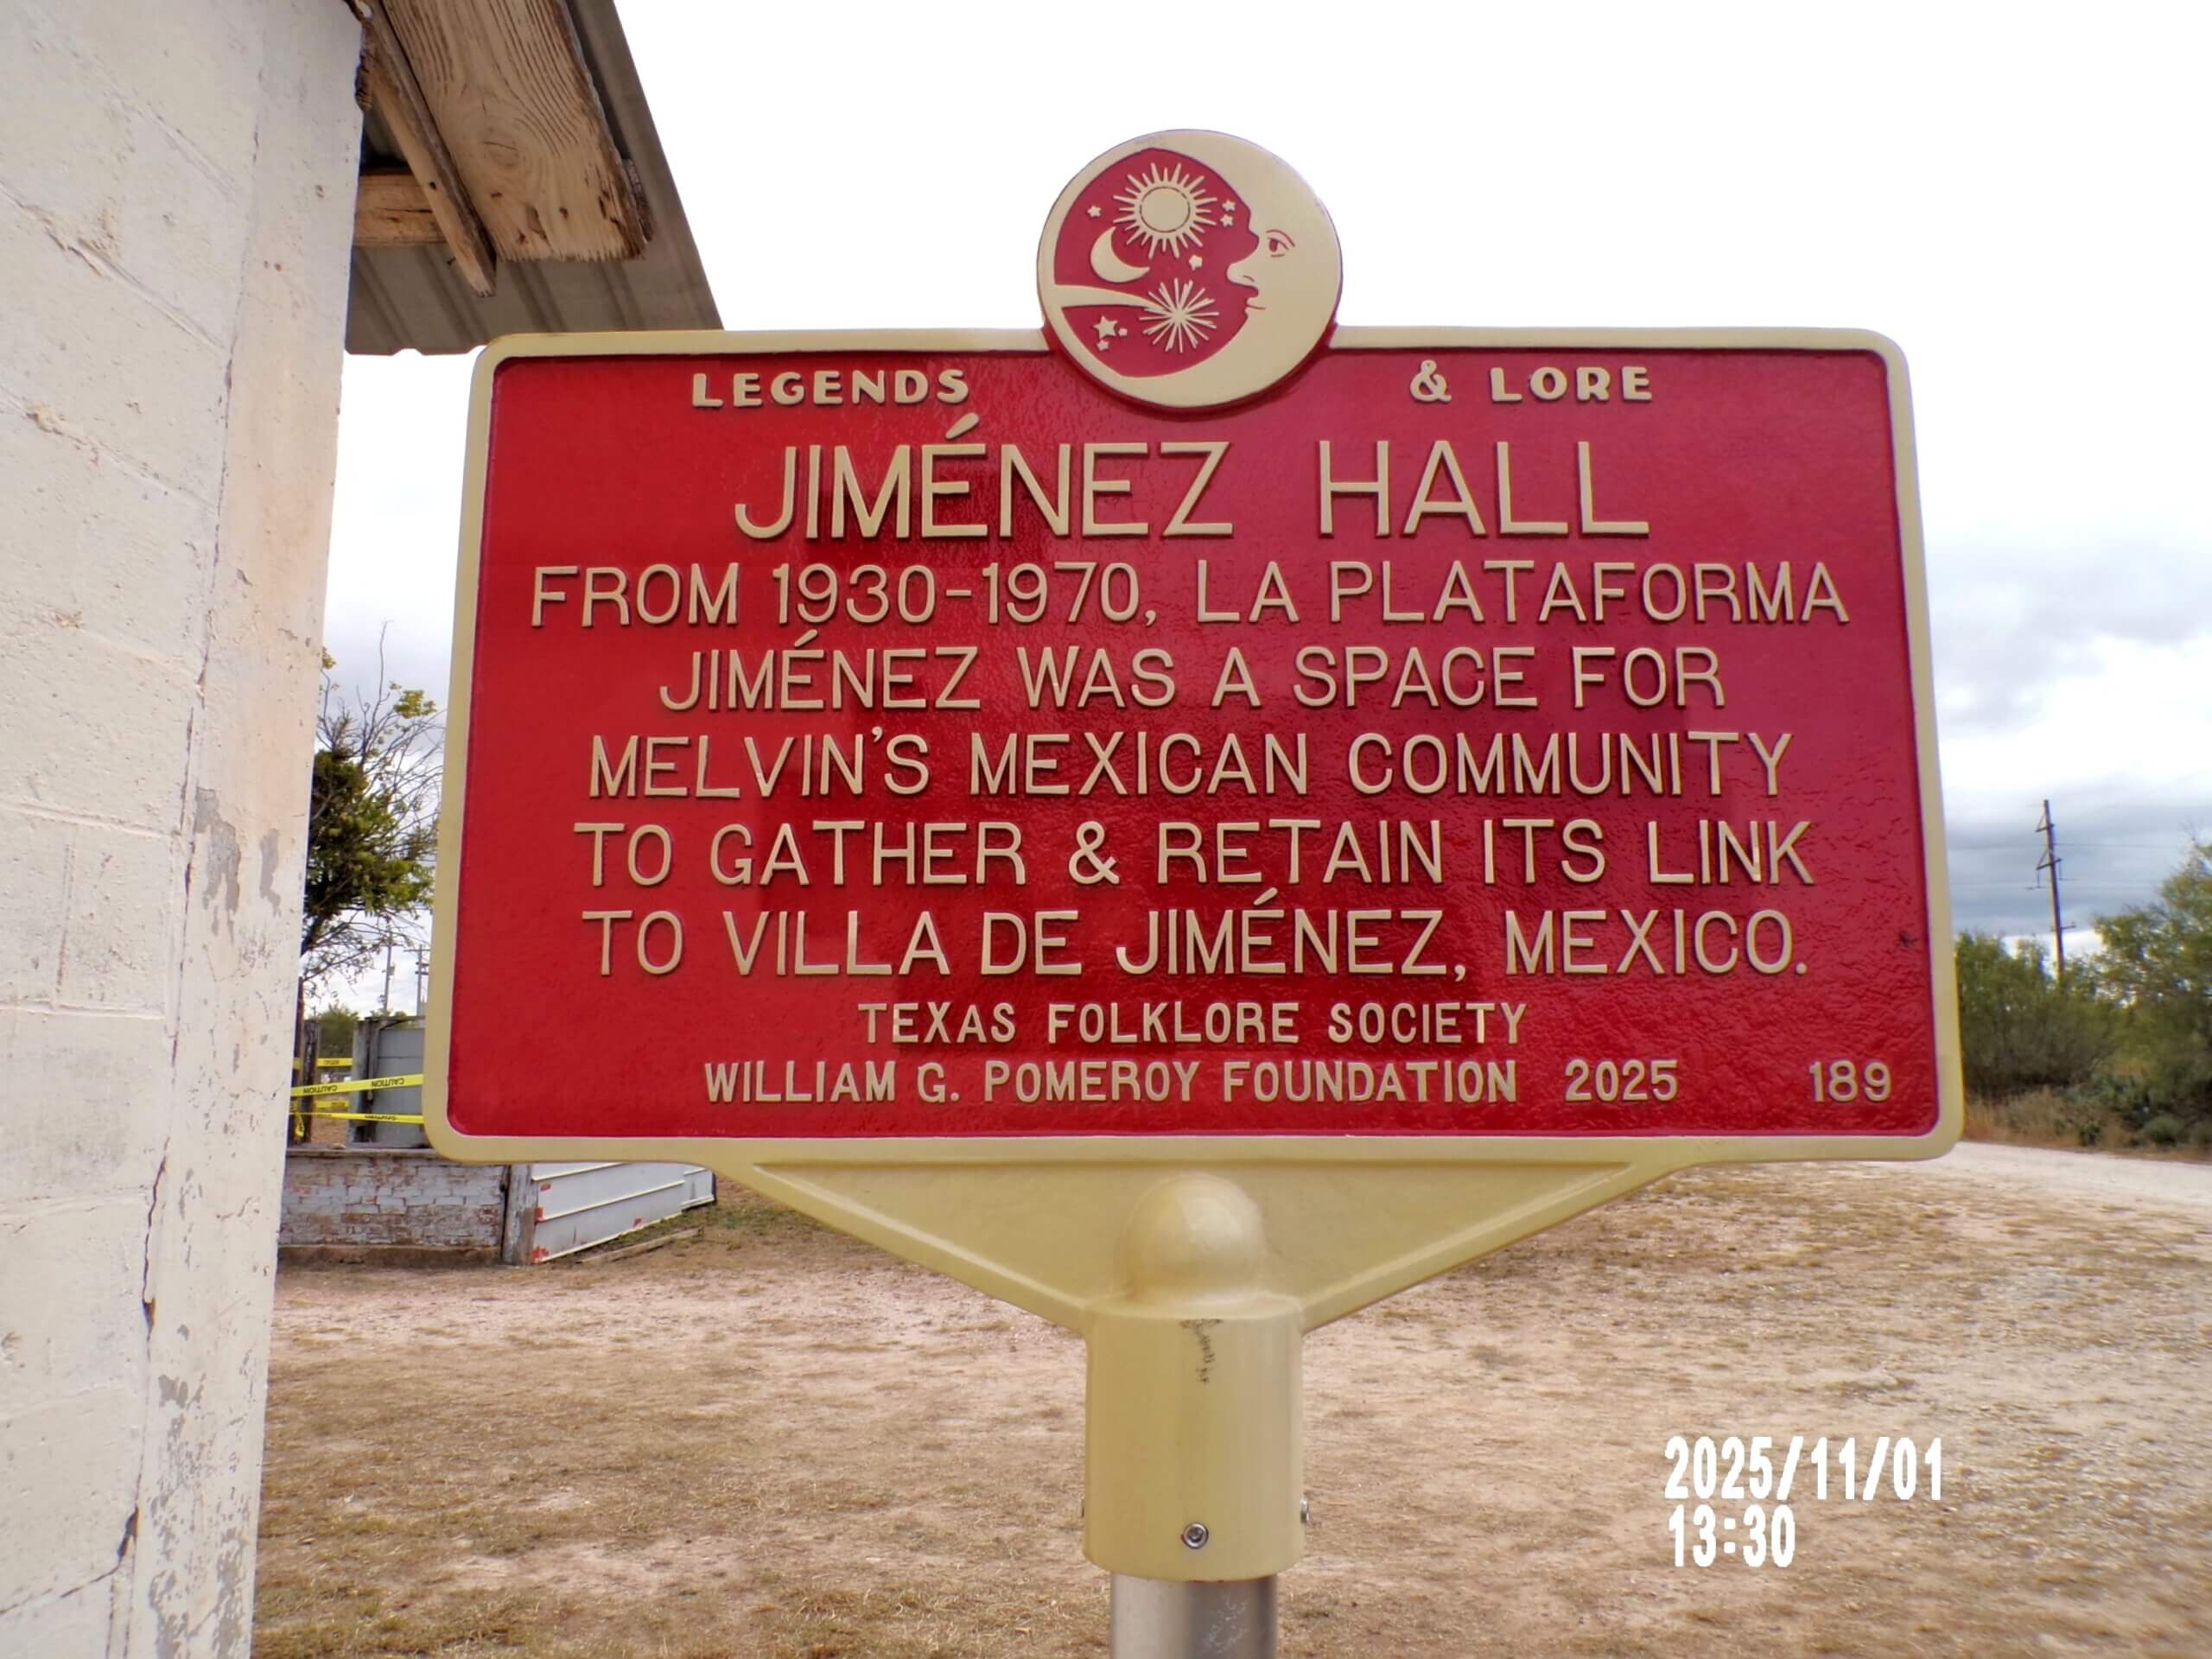 LEGENDS & LORE
JIMÉNEZ HALL
FROM 1930-1970, LA PLATAFORMA
JIMÉNEZ WAS A SPACE FOR
MELVIN'S MEXICAN COMMUNITY
TO GATHER & RETAIN ITS LINK
TO VILLA DE JIMÉNEZ, MEXICO.
TEXAS FOLKLORE SOCIETY
WILLIAM G. POMEROY FOUNDATION 2025 189
CAUTION CAUTION
2025/11/01
13:30